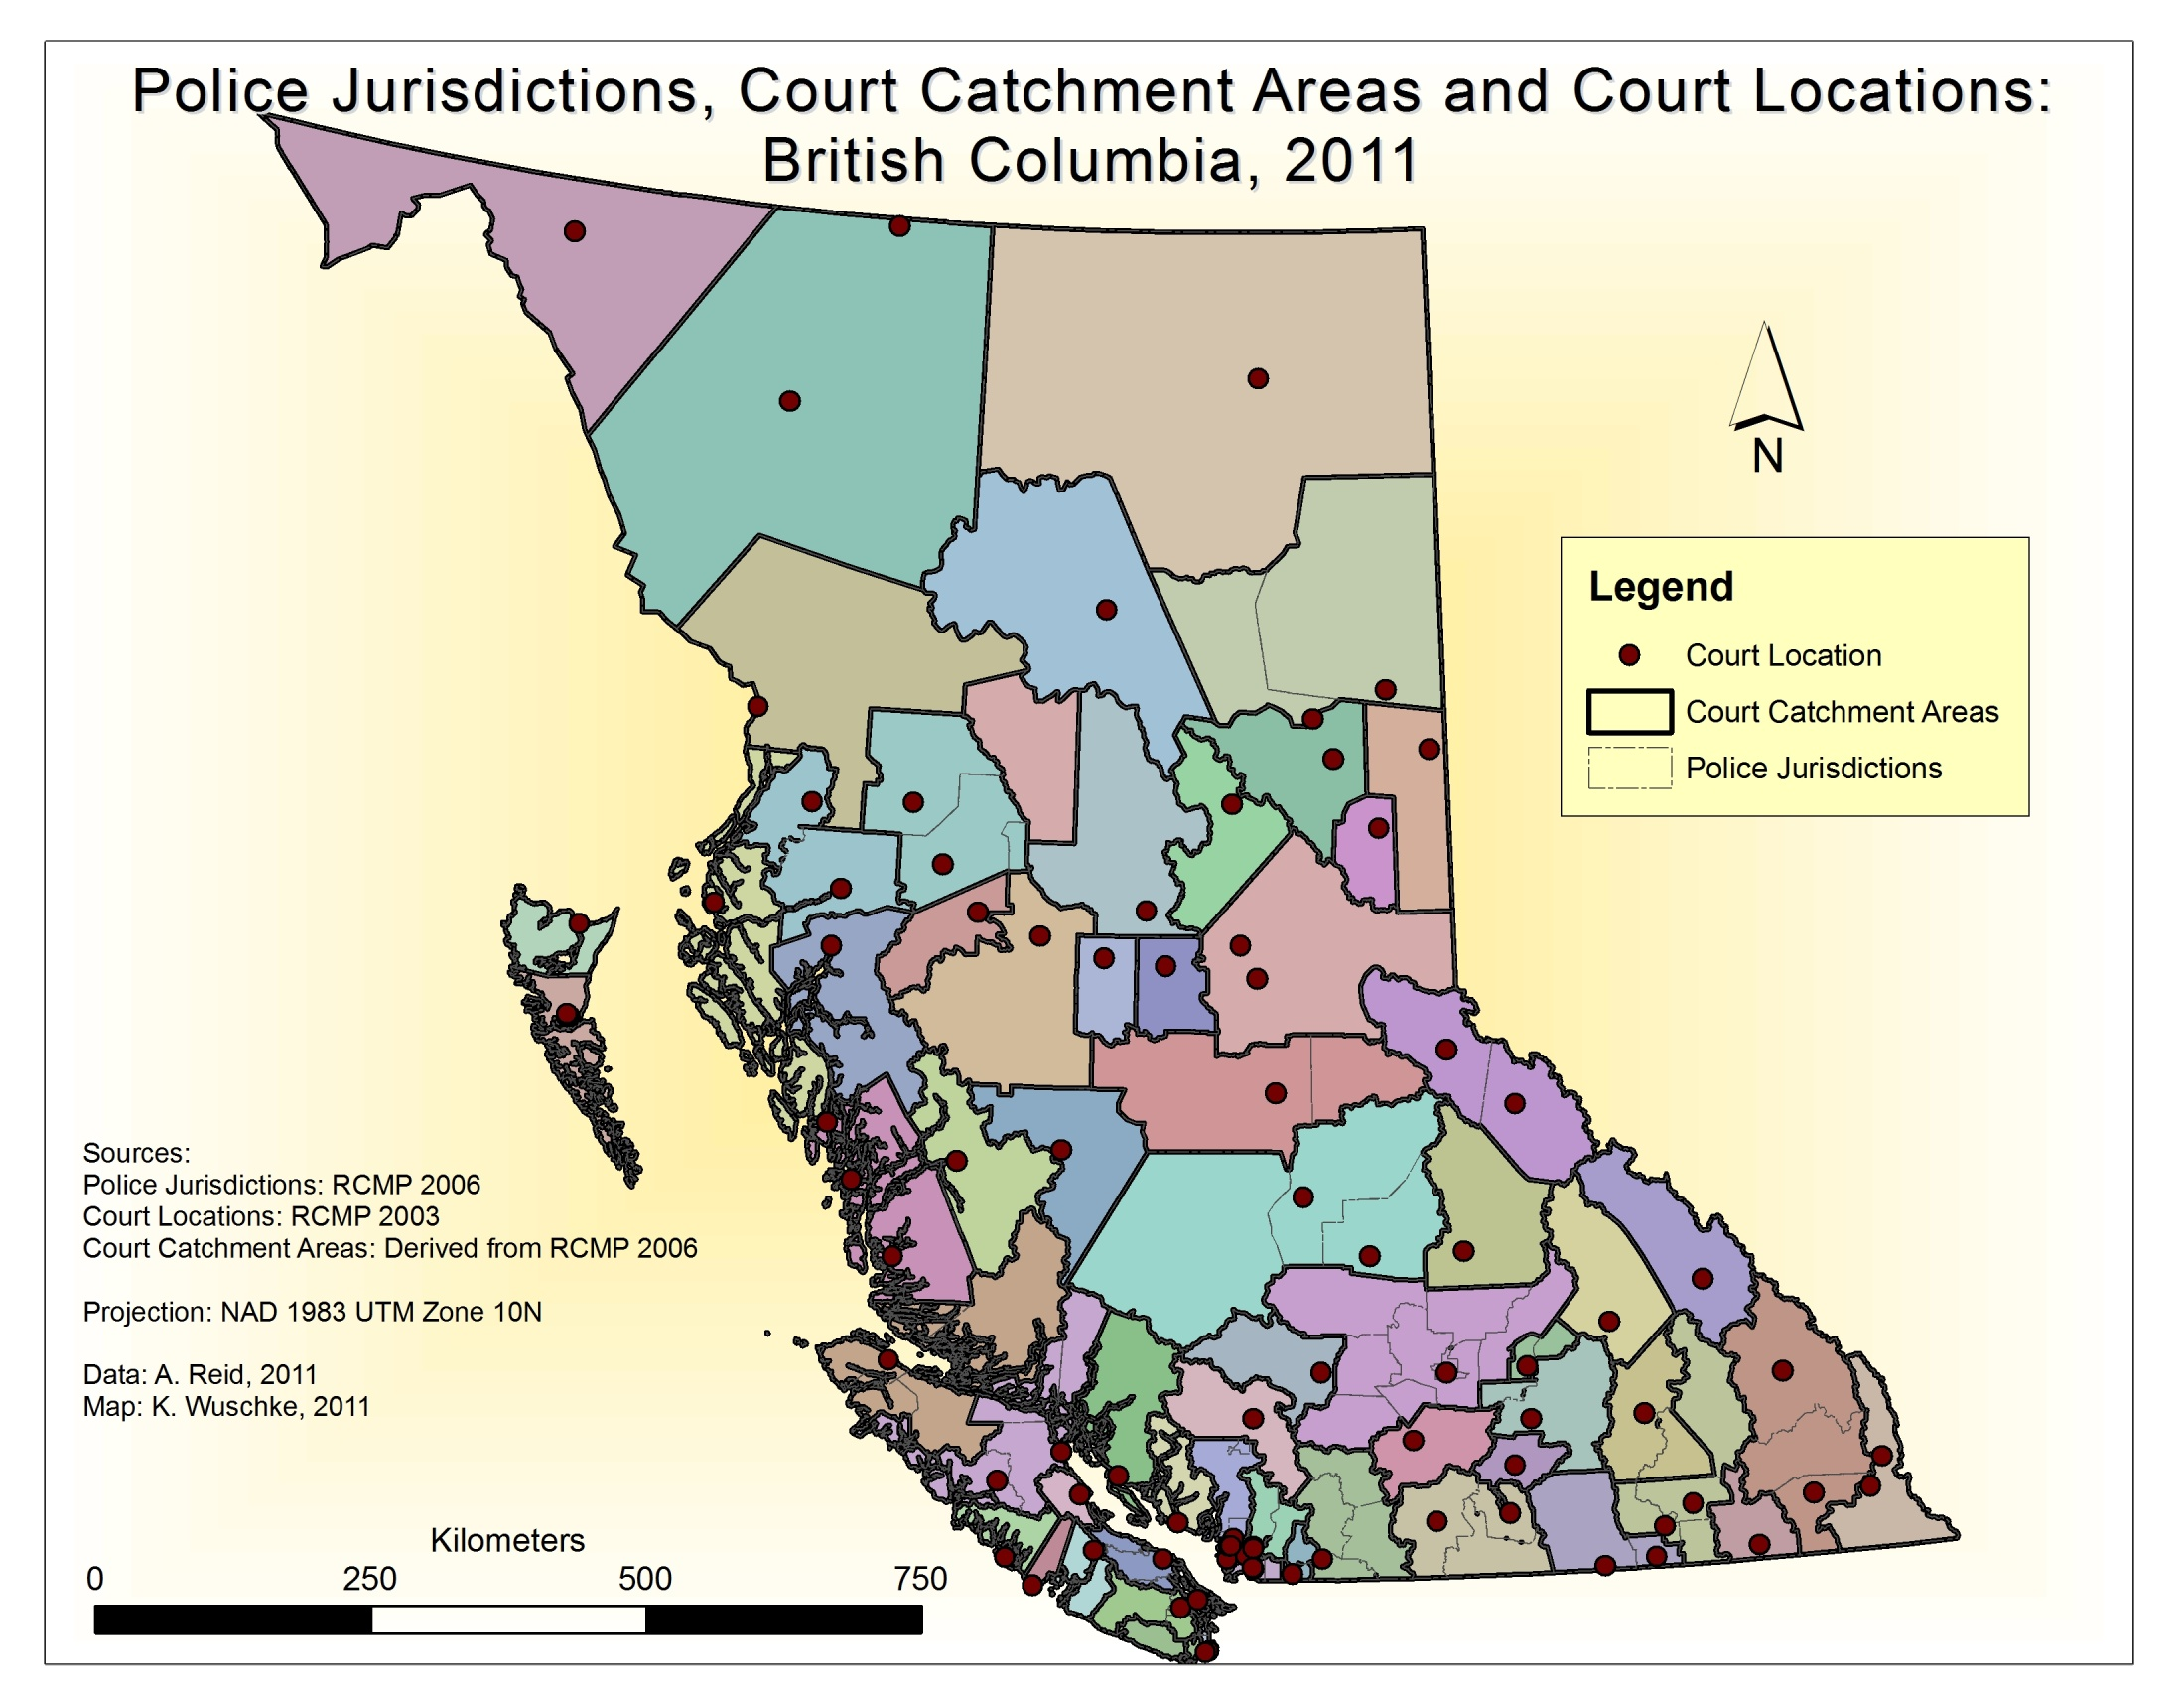 Police Jurisdictions, Court Catchment Areas and Court Locations:
British Columbia, 2011
N
Legend
Court Location
Court Catchment Areas
Police Jurisdictions
Sources:
Police Jurisdictions: RCMP 2006
Court Locations: RCMP 2003
Court Catchment Areas: Derived from RCMP 2006
Projection: NAD 1983 UTM Zone 10N
Data: A. Reid, 2011
Map: K. Wuschke, 2011
Kilometers
0 250 500 750